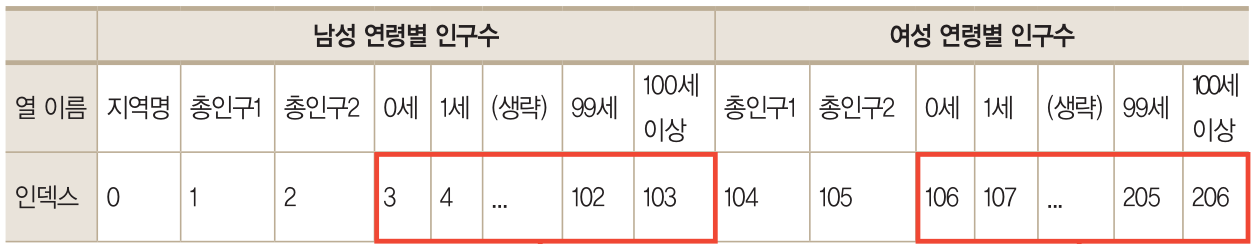 남성 연령별 인구수 여성 연령별 인구수
열 이름 지역명 총인구1 총인구2 0세 1세 (생략) 99세 100세 이상 총인구1 총인구2 0세 1세 (생략) 99세 100세 이상
인덱스 0 1 2 3 4 ... 102 103 104 105 106 107 ... 205 206